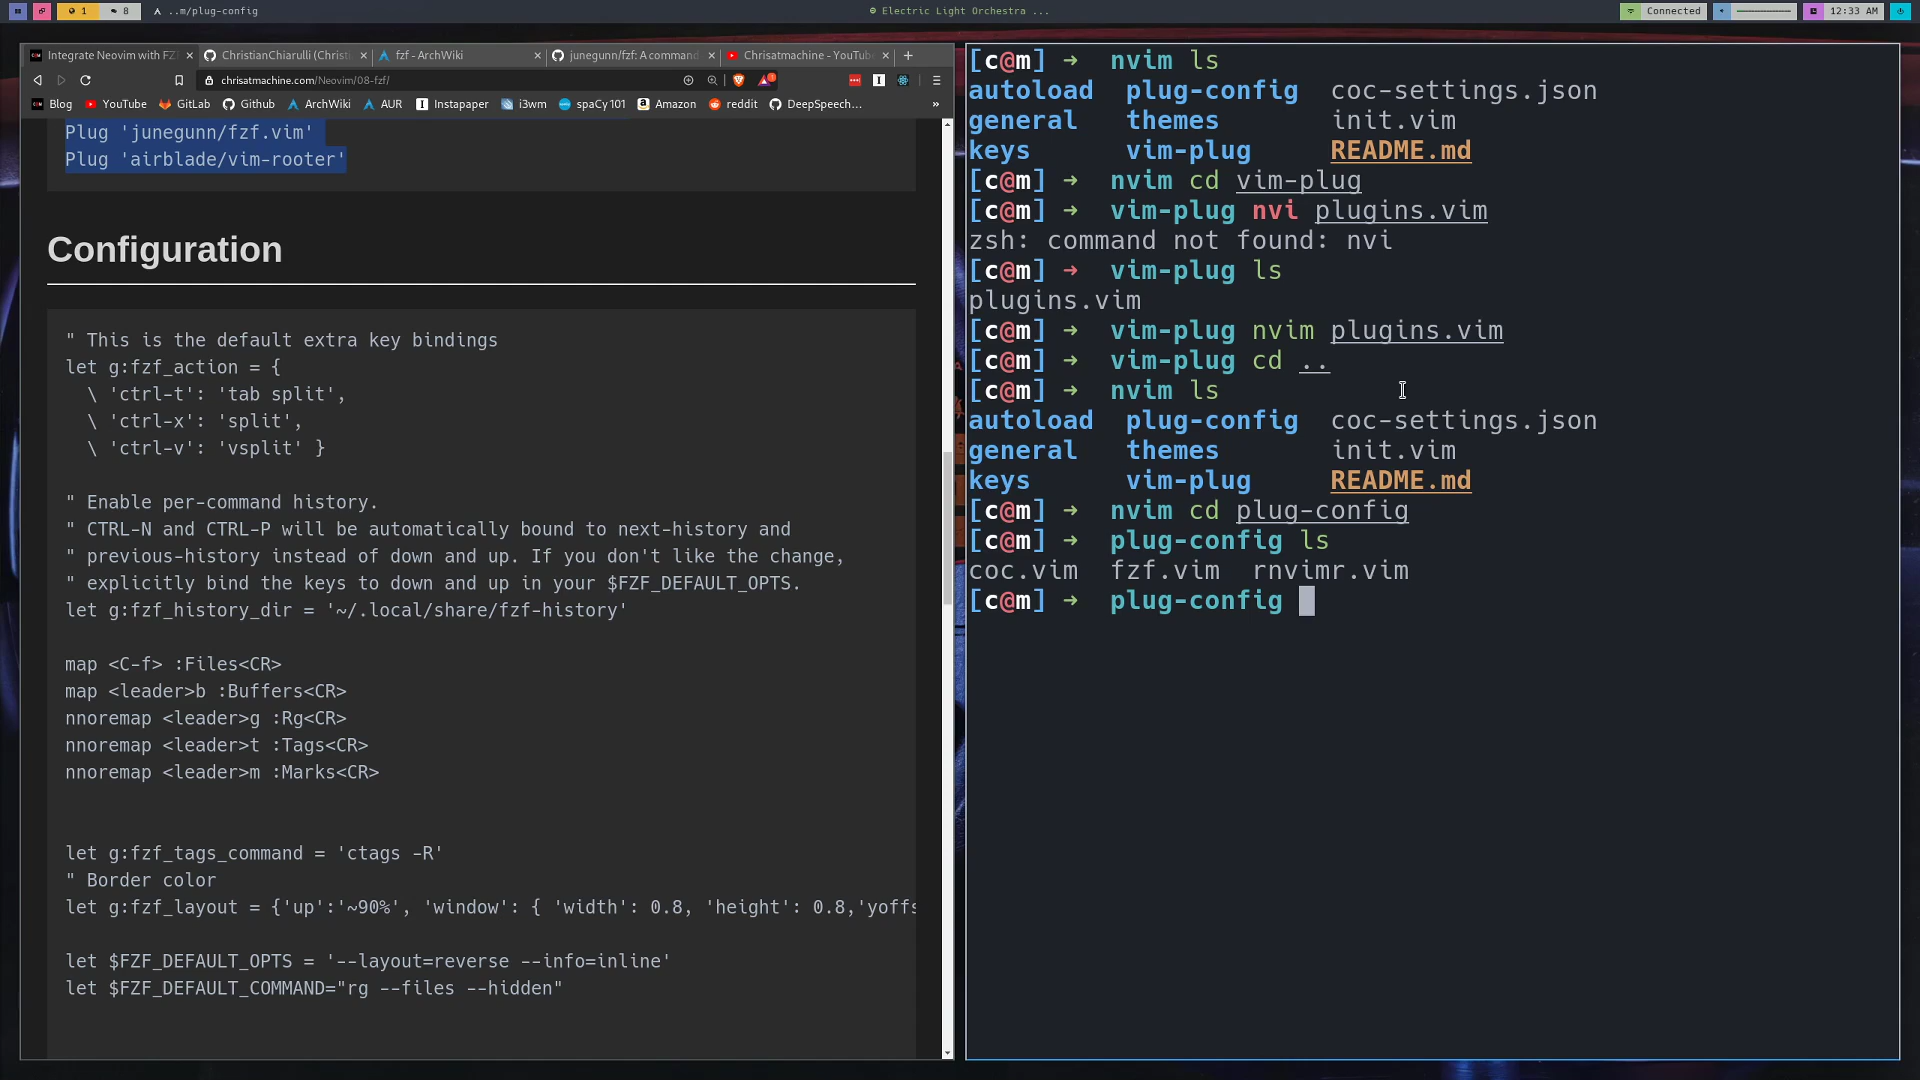 1 8 ..m/plug-config Electric Light Orchestra ... Connected 12:33 AM
Integrate Neovim with FZ ChristianChiarulli (Christi fzf - ArchWiki junegunn/fzf: A command Chrisatmachine - YouTube
chrisatmachine.com/Neovim/08-fzf/
Blog YouTube GitLab Github ArchWiki AUR Instapaper i3wm spaCy101 Amazon reddit DeepSpeech... »
Plug 'junegunn/fzf.vim'
Plug 'airblade/vim-rooter'
Configuration
" This is the default extra key bindings
let g:fzf_action = {
\ 'ctrl-t': 'tab split',
\ 'ctrl-x': 'split',
\ 'ctrl-v': 'vsplit' }
" Enable per-command history.
" CTRL-N and CTRL-P will be automatically bound to next-history and
" previous-history instead of down and up. If you don't like the change,
" explicitly bind the keys to down and up in your $FZF_DEFAULT_OPTS.
let g:fzf_history_dir = '~/.local/share/fzf-history'
map <C-f> :Files<CR>
map <leader>b :Buffers<CR>
nnoremap <leader>g :Rg<CR>
nnoremap <leader>t :Tags<CR>
nnoremap <leader>m :Marks<CR>
let g:fzf_tags_command = 'ctags -R'
" Border color
let g:fzf_layout = {'up':'~90%', 'window': { 'width': 0.8, 'height': 0.8,'yoffs
let $FZF_DEFAULT_OPTS = '--layout=reverse --info=inline'
let $FZF_DEFAULT_COMMAND="rg --files --hidden"
[c@m] → nvim ls
autoload plug-config coc-settings.json
general themes init.vim
keys vim-plug README.md
[c@m] → nvim cd vim-plug
[c@m] → vim-plug nvi plugins.vim
zsh: command not found: nvi
[c@m] → vim-plug ls
plugins.vim
[c@m] → vim-plug nvim plugins.vim
[c@m] → vim-plug cd ..
[c@m] → nvim ls
autoload plug-config coc-settings.json
general themes init.vim
keys vim-plug README.md
[c@m] → nvim cd plug-config
[c@m] → plug-config ls
coc.vim fzf.vim rnvimr.vim
[c@m] → plug-config